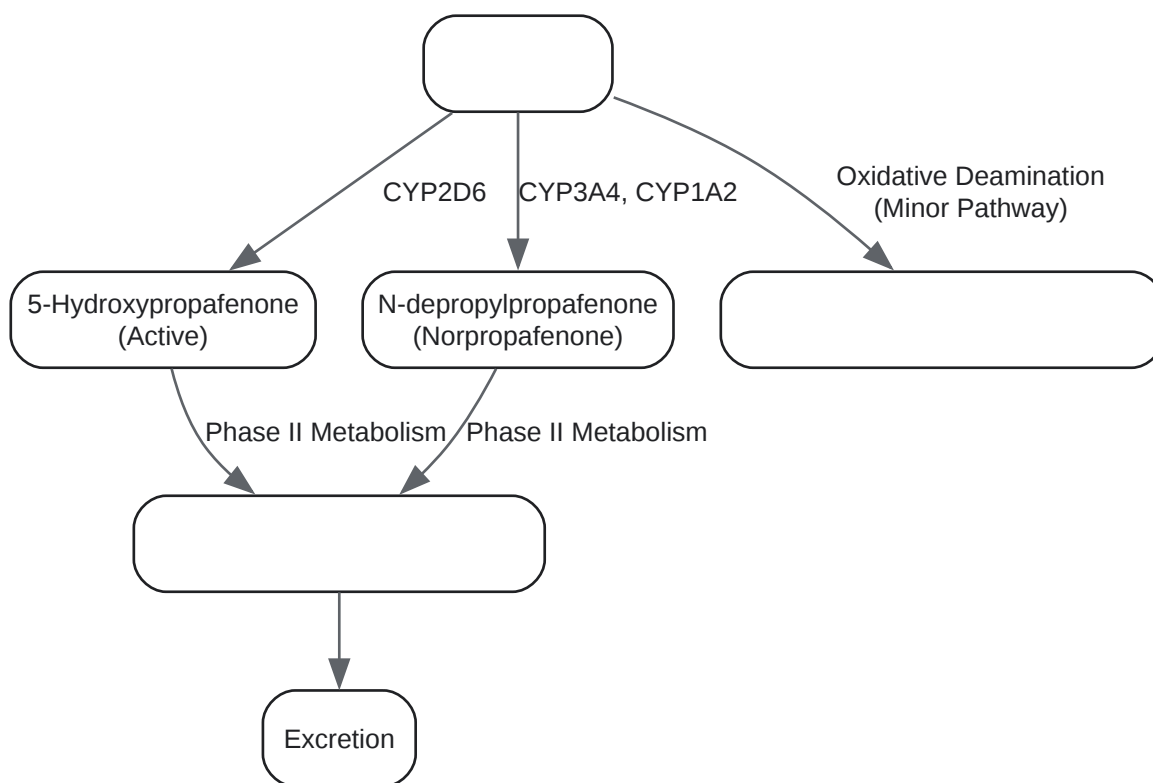 CYP2D6
CYP3A4, CYP1A2
Oxidative Deamination
(Minor Pathway)
5-Hydroxypropafenone
(Active)
N-depropylpropafenone
(Norpropafenone)
Phase II Metabolism
Phase II Metabolism
Excretion